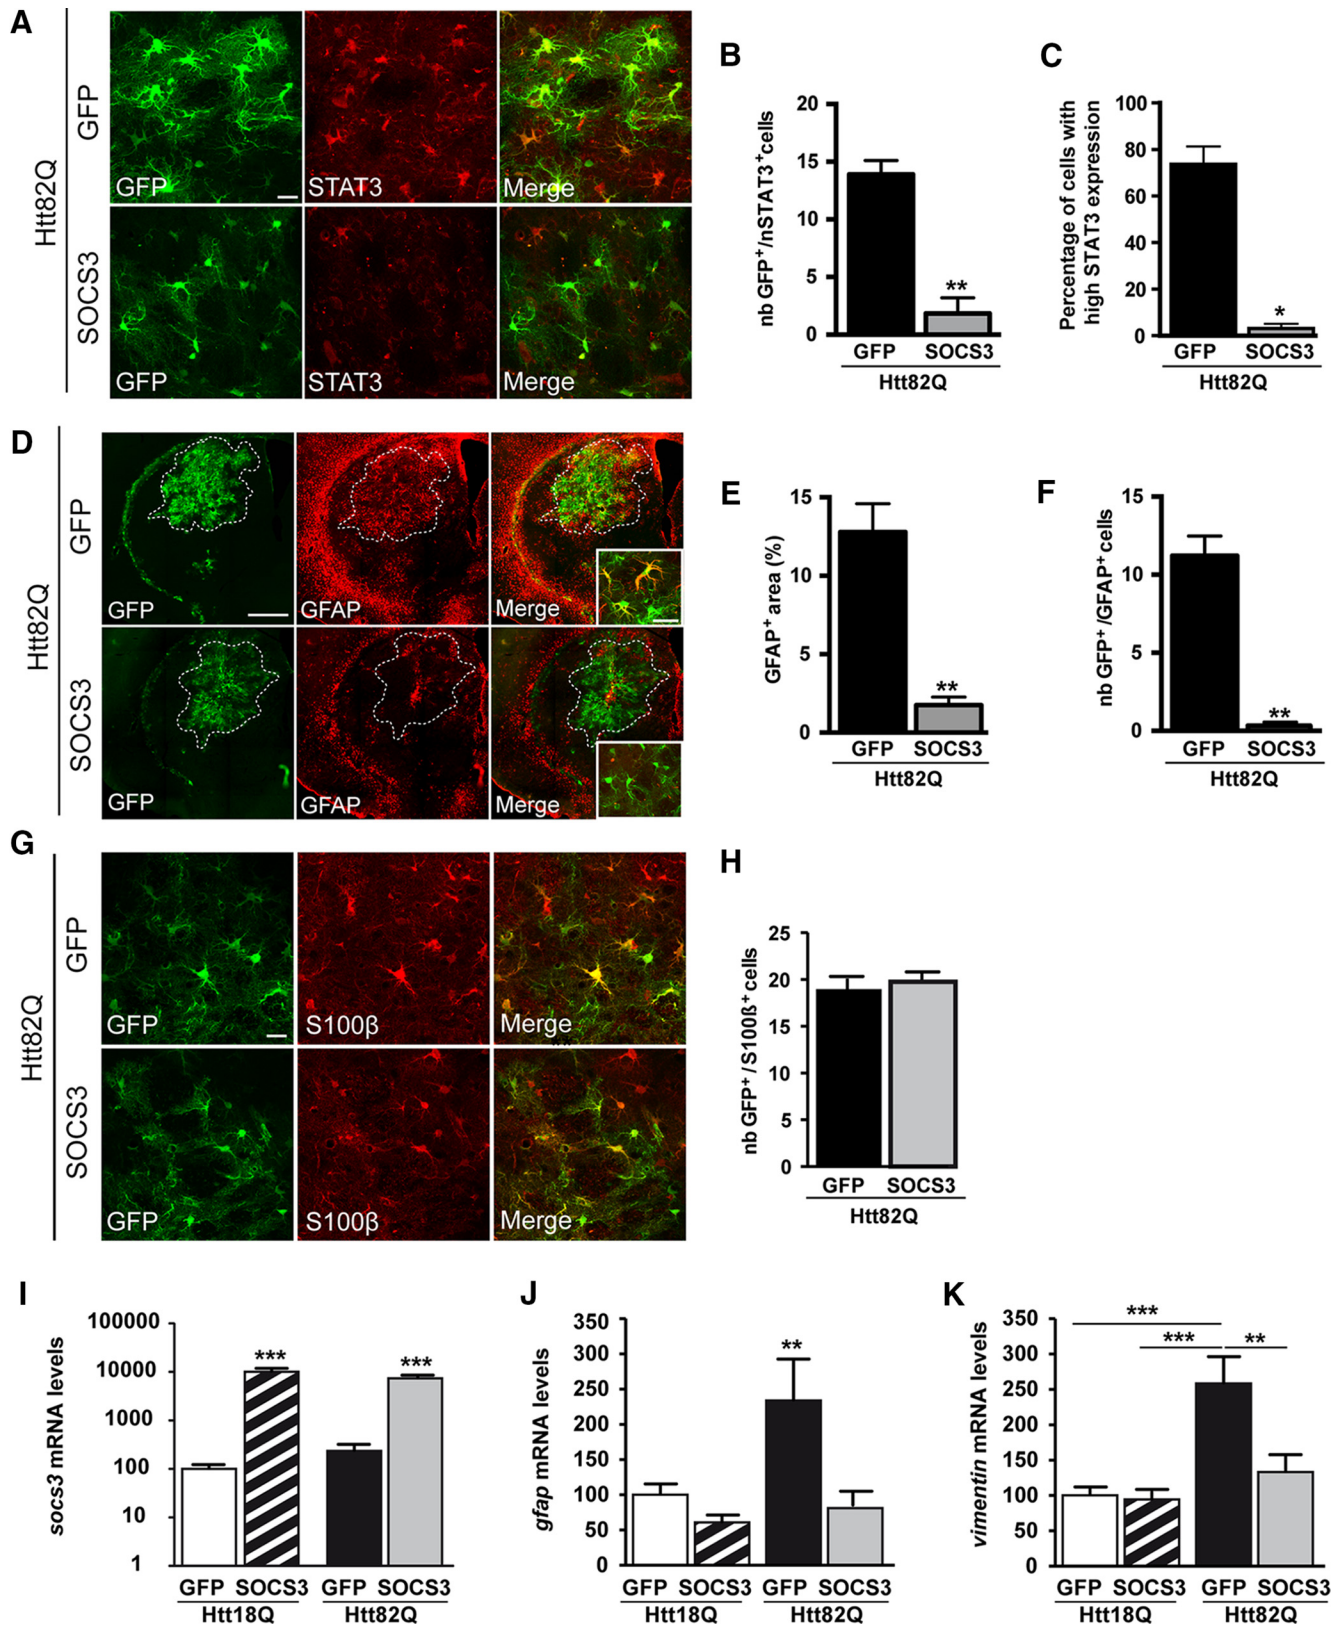 A
Htt82Q
GFP
SOCS3
GFP
STAT3
Merge
GFP
STAT3
Merge
B
nb GFP⁺/nSTAT3⁺cells
20
15
10
5
0
**
GFP SOCS3
Htt82Q
C
Percentage of cells with
high STAT3 expression
100
80
60
40
20
0
*
GFP SOCS3
Htt82Q
D
Htt82Q
GFP
SOCS3
GFP
GFAP
Merge
GFP
GFAP
Merge
E
GFAP⁺ area (%)
15
10
5
0
**
GFP SOCS3
Htt82Q
F
nb GFP⁺ /GFAP⁺ cells
15
10
5
0
**
GFP SOCS3
Htt82Q
G
Htt82Q
GFP
SOCS3
GFP
S100β
Merge
GFP
S100β
Merge
H
nb GFP⁺ / S100ß⁺ cells
25
20
15
10
5
0
GFP SOCS3
Htt82Q
I
socs3 mRNA levels
100000
10000
1000
100
10
1
***
***
GFP SOCS3 GFP SOCS3
Htt18Q Htt82Q
J
gfap mRNA levels
350
300
250
200
150
100
50
0
**
GFP SOCS3 GFP SOCS3
Htt18Q Htt82Q
K
vimentin mRNA levels
350
300
250
200
150
100
50
0
***
*** **
GFP SOCS3 GFP SOCS3
Htt18Q Htt82Q